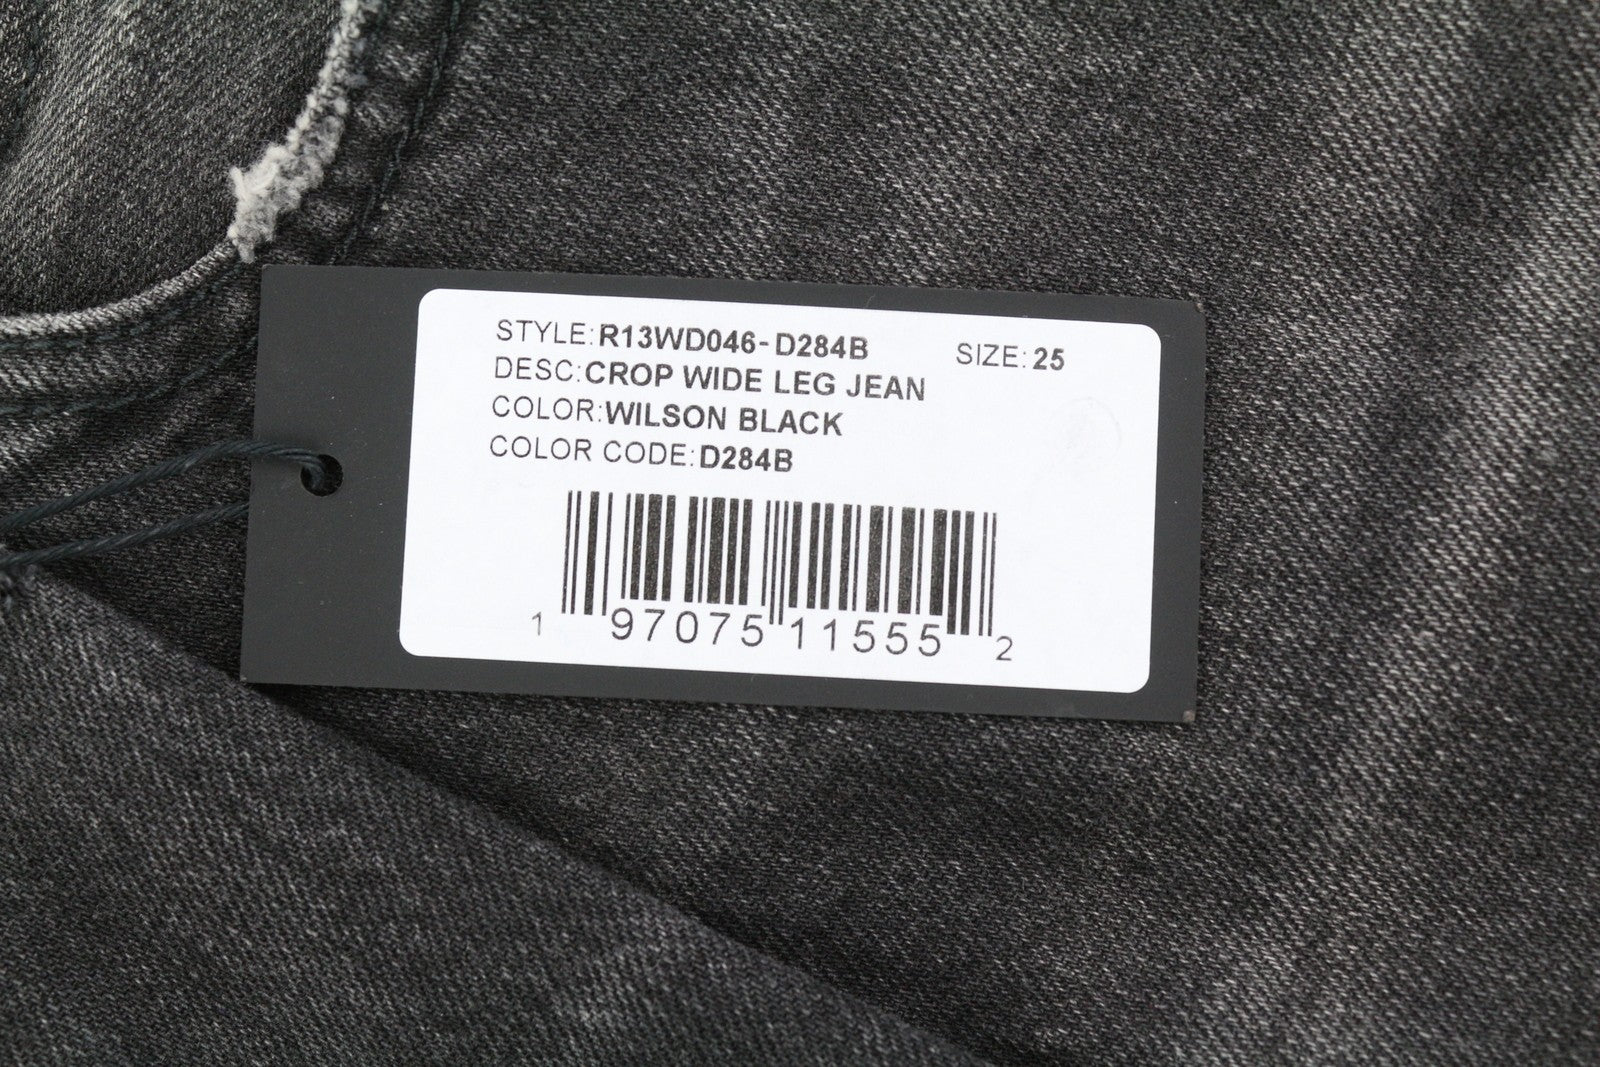 STYLE:R13WD046-D284B SIZE:25
DESC:CROP WIDE LEG JEAN
COLOR:WILSON BLACK
COLOR CODE:D284B
1 97075 11555 2